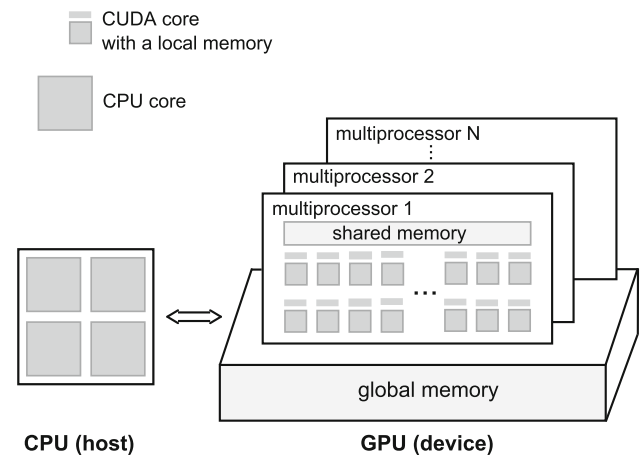 CUDA core
with a local memory
CPU core
multiprocessor N
multiprocessor 2
multiprocessor 1
shared memory
...
global memory
CPU (host)
GPU (device)